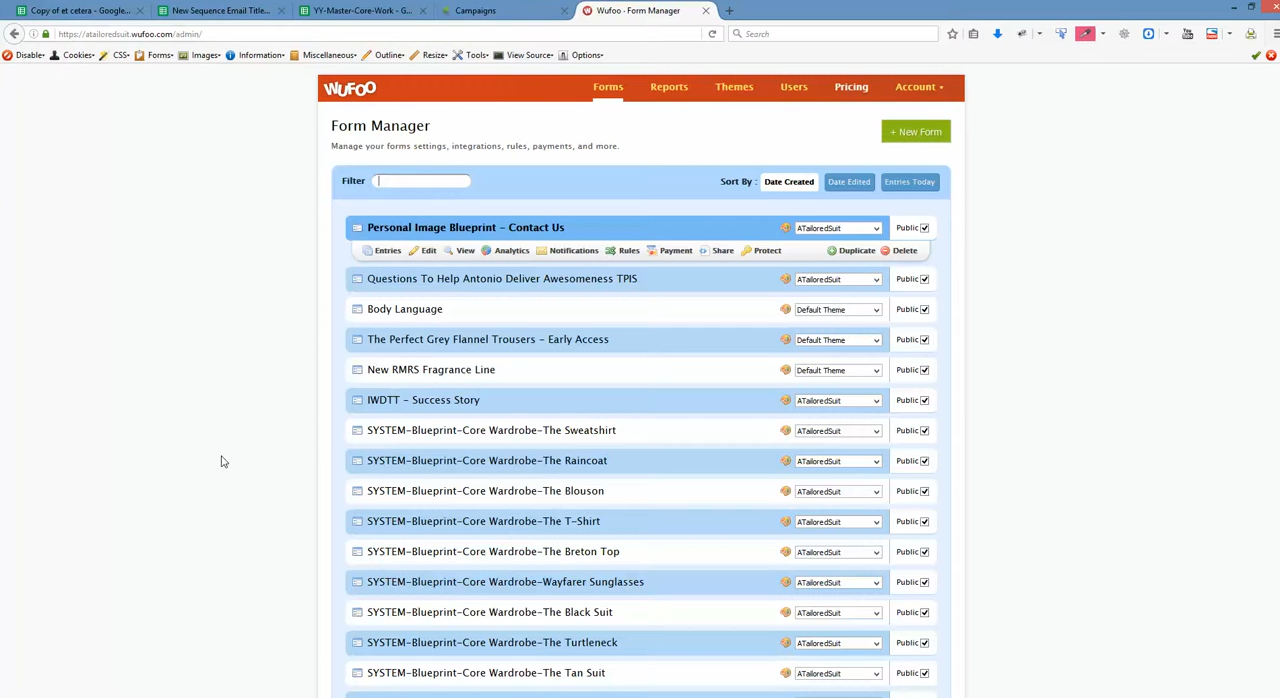 Copy of et cetera - Google...
New Sequence Email Title...
YY-Master-Core-Work - G...
Campaigns
Wufoo - Form Manager
https://atailoredsuit.wufoo.com/admin/
Search
Disable
Cookies
CSS
Forms
Images
Information
Miscellaneous
Outline
Resize
Tools
View Source
Options
WUFOO
Forms
Reports
Themes
Users
Pricing
Account
Form Manager
+ New Form
Manage your forms settings, integrations, rules, payments, and more.
Filter
Sort By :
Date Created
Date Edited
Entries Today
Personal Image Blueprint - Contact Us
ATailoredSuit
Public
Entries
Edit
View
Analytics
Notifications
Rules
Payment
Share
Protect
Duplicate
Delete
Questions To Help Antonio Deliver Awesomeness TPIS
ATailoredSuit
Public
Body Language
Default Theme
Public
The Perfect Grey Flannel Trousers - Early Access
Default Theme
Public
New RMRS Fragrance Line
Default Theme
Public
IWDTT - Success Story
ATailoredSuit
Public
SYSTEM-Blueprint-Core Wardrobe-The Sweatshirt
ATailoredSuit
Public
SYSTEM-Blueprint-Core Wardrobe-The Raincoat
ATailoredSuit
Public
SYSTEM-Blueprint-Core Wardrobe-The Blouson
ATailoredSuit
Public
SYSTEM-Blueprint-Core Wardrobe-The T-Shirt
ATailoredSuit
Public
SYSTEM-Blueprint-Core Wardrobe-The Breton Top
ATailoredSuit
Public
SYSTEM-Blueprint-Core Wardrobe-Wayfarer Sunglasses
ATailoredSuit
Public
SYSTEM-Blueprint-Core Wardrobe-The Black Suit
ATailoredSuit
Public
SYSTEM-Blueprint-Core Wardrobe-The Turtleneck
ATailoredSuit
Public
SYSTEM-Blueprint-Core Wardrobe-The Tan Suit
ATailoredSuit
Public